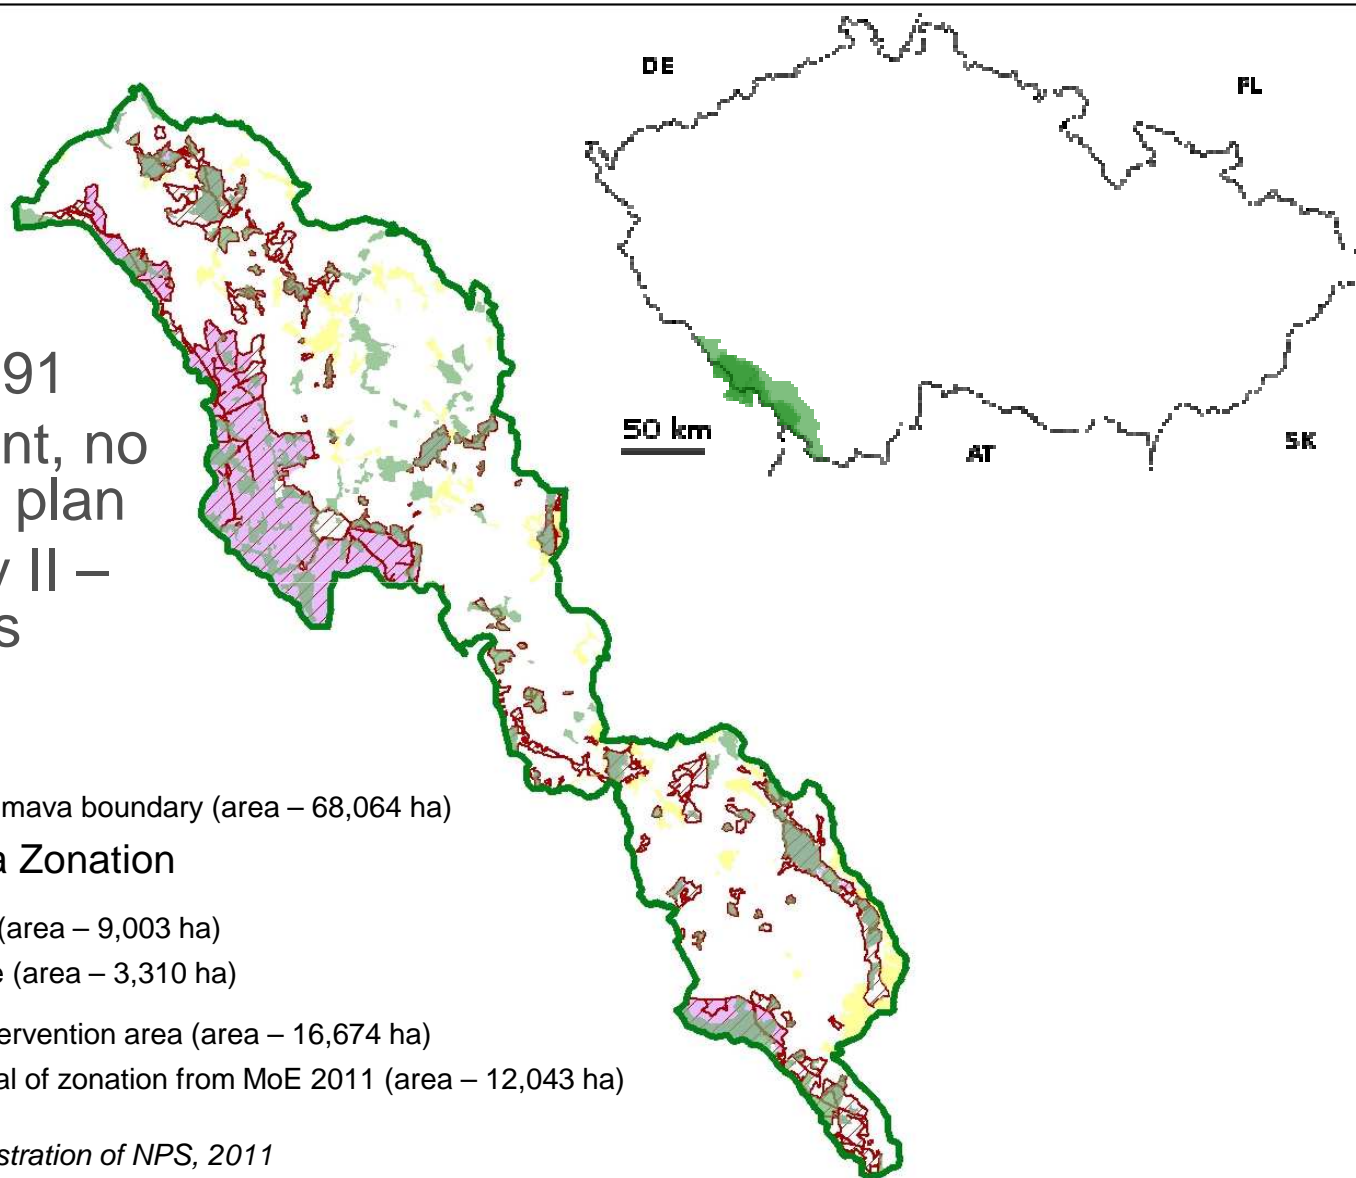 DE
PL
91
nt, no
plan
y II –
s
50 km
AT
SK
mava boundary (area – 68,064 ha)
a Zonation
(area – 9,003 ha)
e (area – 3,310 ha)
tervention area (area – 16,674 ha)
al of zonation from MoE 2011 (area – 12,043 ha)
stration of NPS, 2011